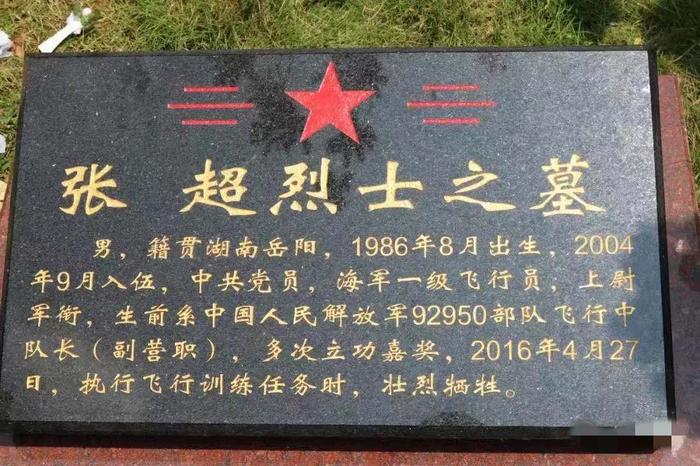 张 超烈士之墓
男，籍贯湖南岳阳，1986年8月出生，2004
年9月入伍，中共党员，海军一级飞行员，上尉
军衔，生前系中国人民解放军92950部队飞行中
队长（副营职），多次立功嘉奖，2016年4月27
日，执行飞行训练任务时，壮烈牺牲。